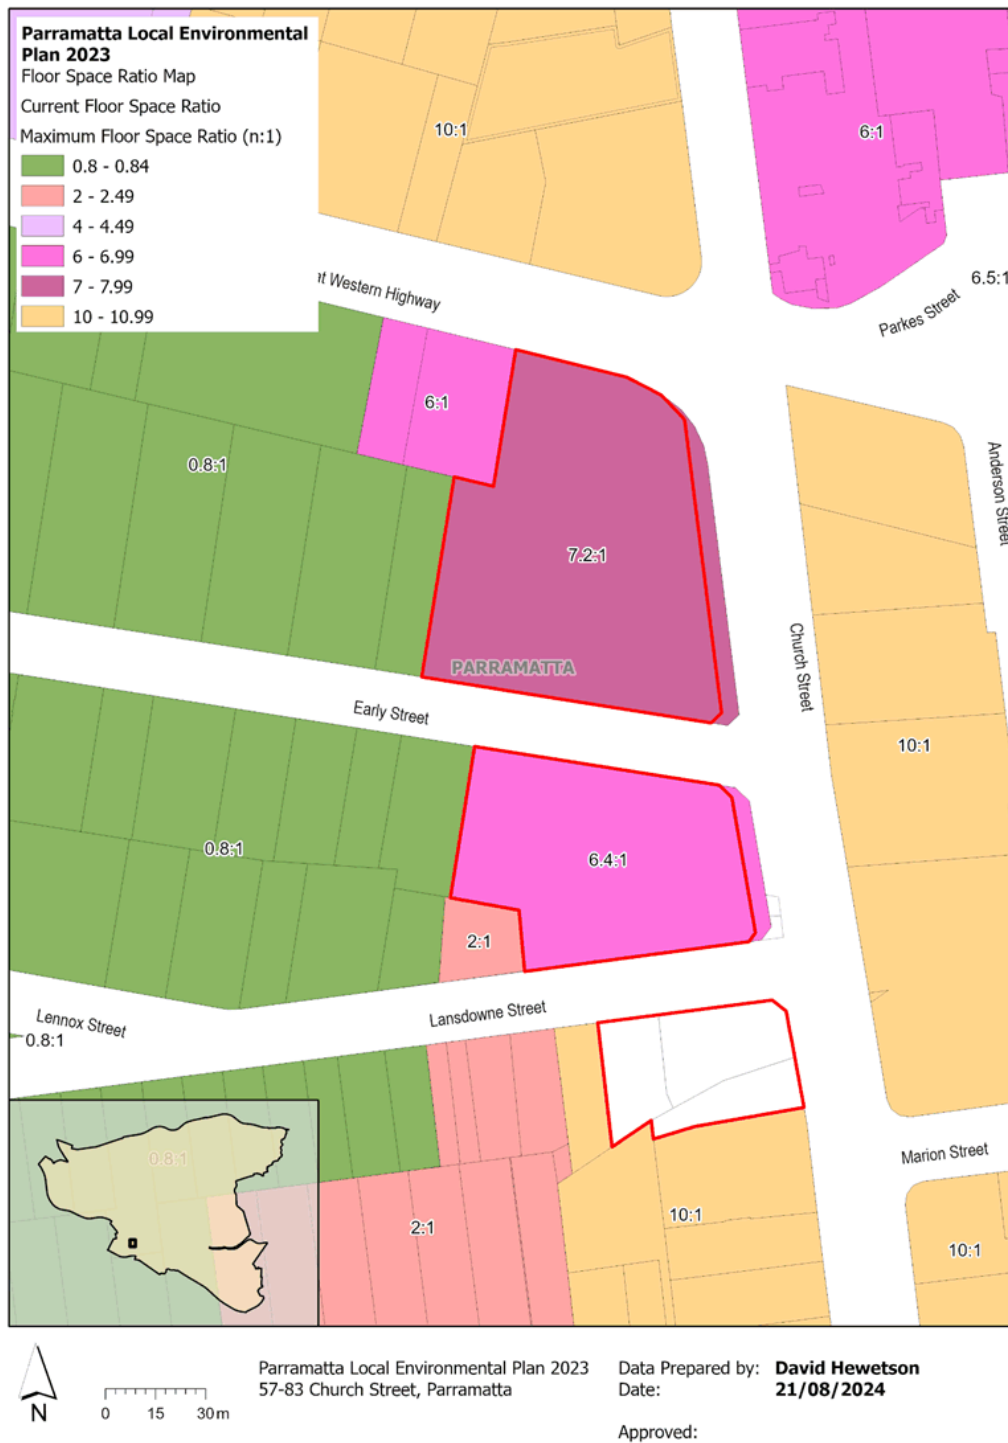 Parramatta Local Environmental
Plan 2023
Floor Space Ratio Map
Current Floor Space Ratio
Maximum Floor Space Ratio (n:1)
0.8 - 0.84
2 - 2.49
4 - 4.49
6 - 6.99
7 - 7.99
10 - 10.99
10:1
6:1
6.5:1
at Western Highway
Parkes Street
6:1
0.8:1
Anderson Street
7.2:1
Church Street
PARRAMATTA
Early Street
10:1
0.8:1
6.4:1
2:1
Lennox Street
Lansdowne Street
0.8:1
Marion Street
0.8:1
2:1
10:1
10:1
N
0 15 30 m
Parramatta Local Environmental Plan 2023
57-83 Church Street, Parramatta
Data Prepared by: David Hewetson
Date: 21/08/2024
Approved: